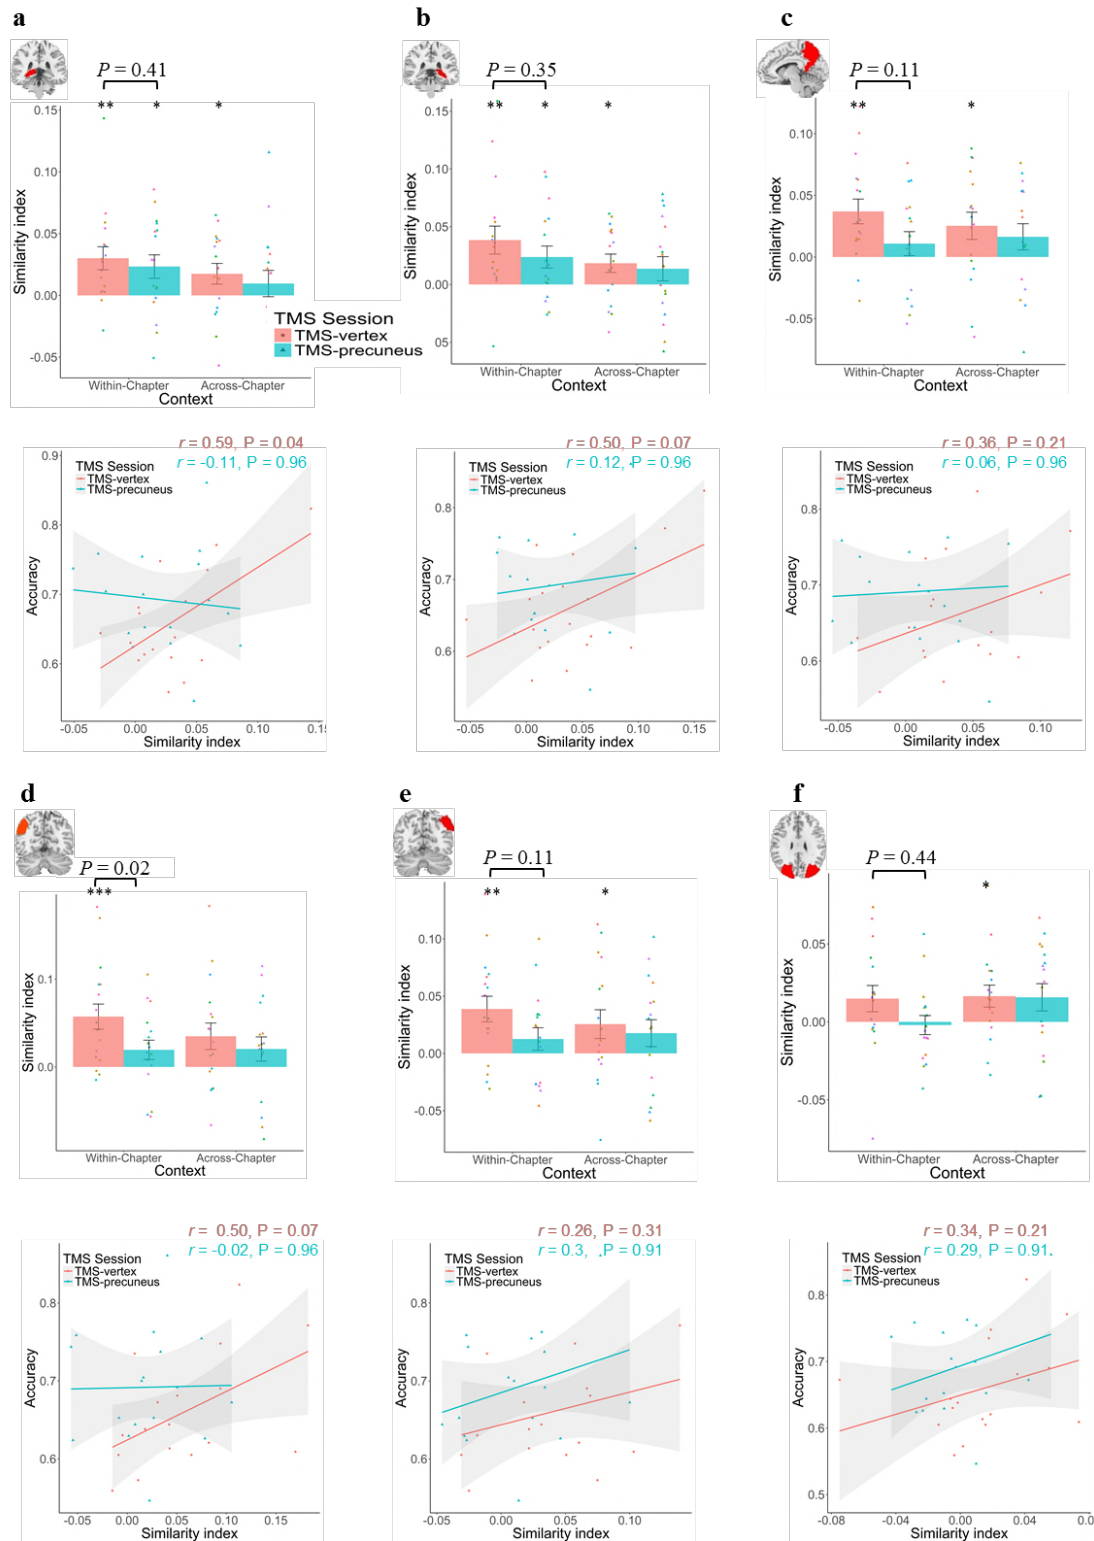 a
P = 0.41
** * *
0.15
0.10
0.05
0.00
-0.05
Similarity index
Within-Chapter Across-Chapter
Context
TMS Session
TMS-vertex
TMS-precuneus
b
P = 0.35
** * *
0.15
0.10
0.05
0.00
05
Similarity index
Within-Chapter Across-Chapter
Context
c
P = 0.11
** *
0.10
0.05
0.00
-0.05
Similarity index
Within-Chapter Across-Chapter
Context
r = 0.59, P = 0.04
r = -0.11, P = 0.96
TMS Session
TMS-vertex
TMS-precuneus
0.9
0.8
0.7
0.6
Accuracy
-0.05 0.00 0.05 0.10 0.15
Similarity index
r = 0.50, P = 0.07
r = 0.12, P = 0.96
TMS Session
TMS-vertex
TMS-precuneus
0.8
0.7
0.6
Accuracy
-0.05 0.00 0.05 0.10 0.15
Similarity index
r = 0.36, P = 0.21
r = 0.06, P = 0.96
TMS Session
TMS-vertex
TMS-precuneus
0.8
0.7
0.6
Accuracy
-0.05 0.00 0.05 0.10
Similarity index
d
P = 0.02
***
0.1
0.0
Similarity index
Within-Chapter Across-Chapter
Context
e
P = 0.11
** *
0.10
0.05
0.00
-0.05
Similarity index
Within-Chapter Across-Chapter
Context
f
P = 0.44
*
0.05
0.00
-0.05
Similarity index
Within-Chapter Across-Chapter
Context
r = 0.50, P = 0.07
r = -0.02, P = 0.96
TMS Session
TMS-vertex
TMS-precuneus
0.8
0.7
0.6
Accuracy
-0.05 0.00 0.05 0.10 0.15
Similarity index
r = 0.26, P = 0.31
r = 0.3, P = 0.91
TMS Session
TMS-vertex
TMS-precuneus
0.8
0.7
0.6
Accuracy
-0.05 0.00 0.05 0.10
Similarity index
r = 0.34, P = 0.21
r = 0.29, P = 0.91
TMS Session
TMS-vertex
TMS-precuneus
0.8
0.7
0.6
0.5
Accuracy
-0.08 -0.04 0.00 0.04 0.0
Similarity index